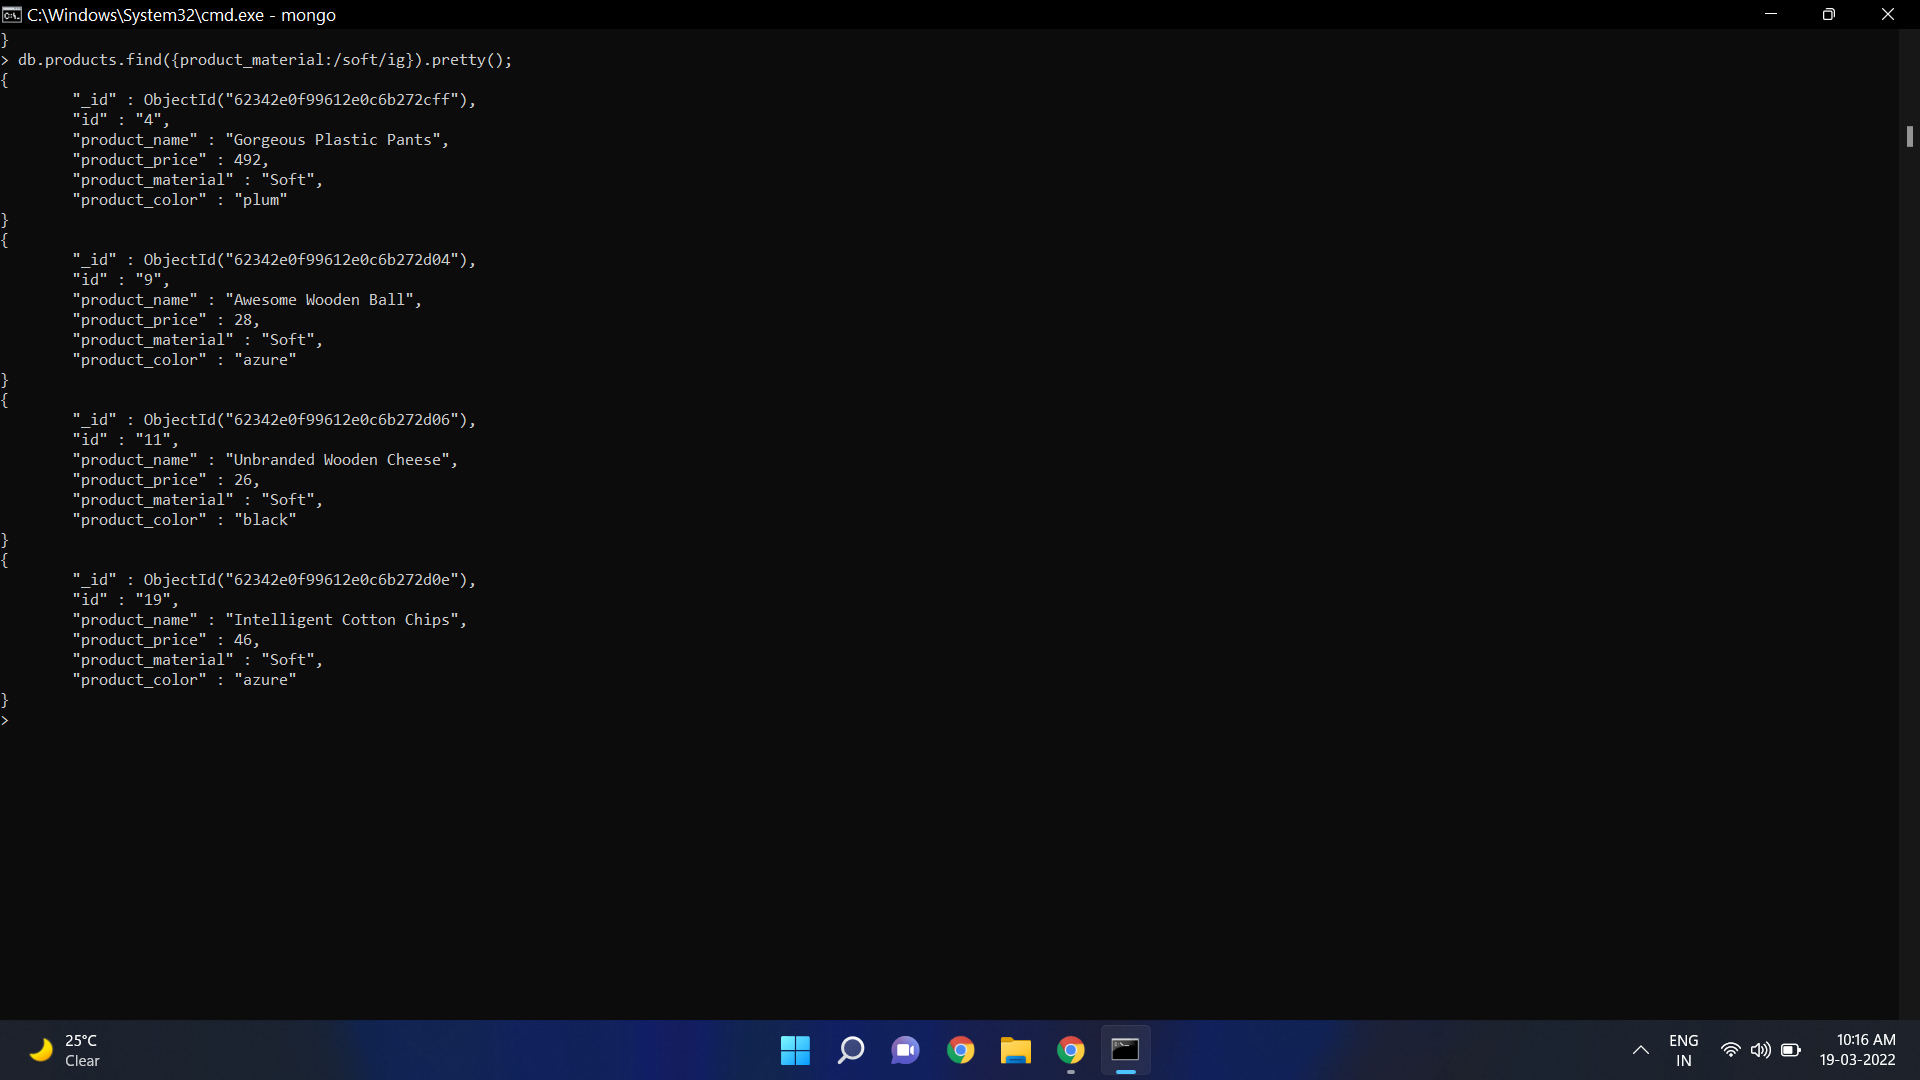 C:\Windows\System32\cmd.exe - mongo
}
> db.products.find({product_material:/soft/ig}).pretty();
{
"_id" : ObjectId("62342e0f99612e0c6b272cff"),
"id" : "4",
"product_name" : "Gorgeous Plastic Pants",
"product_price" : 492,
"product_material" : "Soft",
"product_color" : "plum"
}
{
"_id" : ObjectId("62342e0f99612e0c6b272d04"),
"id" : "9",
"product_name" : "Awesome Wooden Ball",
"product_price" : 28,
"product_material" : "Soft",
"product_color" : "azure"
}
{
"_id" : ObjectId("62342e0f99612e0c6b272d06"),
"id" : "11",
"product_name" : "Unbranded Wooden Cheese",
"product_price" : 26,
"product_material" : "Soft",
"product_color" : "black"
}
{
"_id" : ObjectId("62342e0f99612e0c6b272d0e"),
"id" : "19",
"product_name" : "Intelligent Cotton Chips",
"product_price" : 46,
"product_material" : "Soft",
"product_color" : "azure"
}
>
25°C
Clear
ENG
IN
10:16 AM
19-03-2022